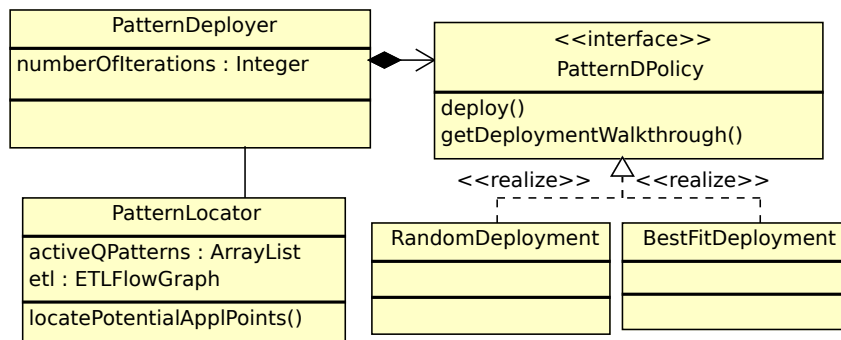 PatternDeployer
numberOfIterations : Integer
<<interface>>
PatternDPolicy
deploy()
getDeploymentWalkthrough()
<<realize>> <<realize>>
PatternLocator
activeQPatterns : ArrayList
etl : ETLFlowGraph
locatePotentialApplPoints()
RandomDeployment
BestFitDeployment